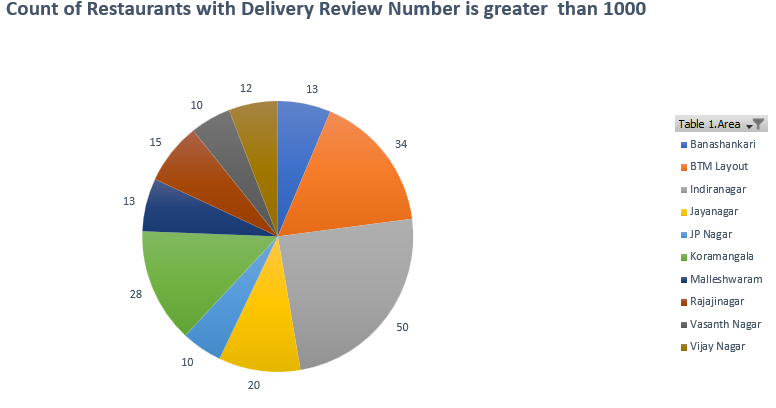 Count of Restaurants with Delivery Review Number is greater  than 1000
12
13
10
34
15
13
28
50
10
20
Table 1.Area
Banashankari
BTM Layout
Indiranagar
Jayanagar
JP Nagar
Koramangala
Malleshwaram
Rajajinagar
Vasanth Nagar
Vijay Nagar